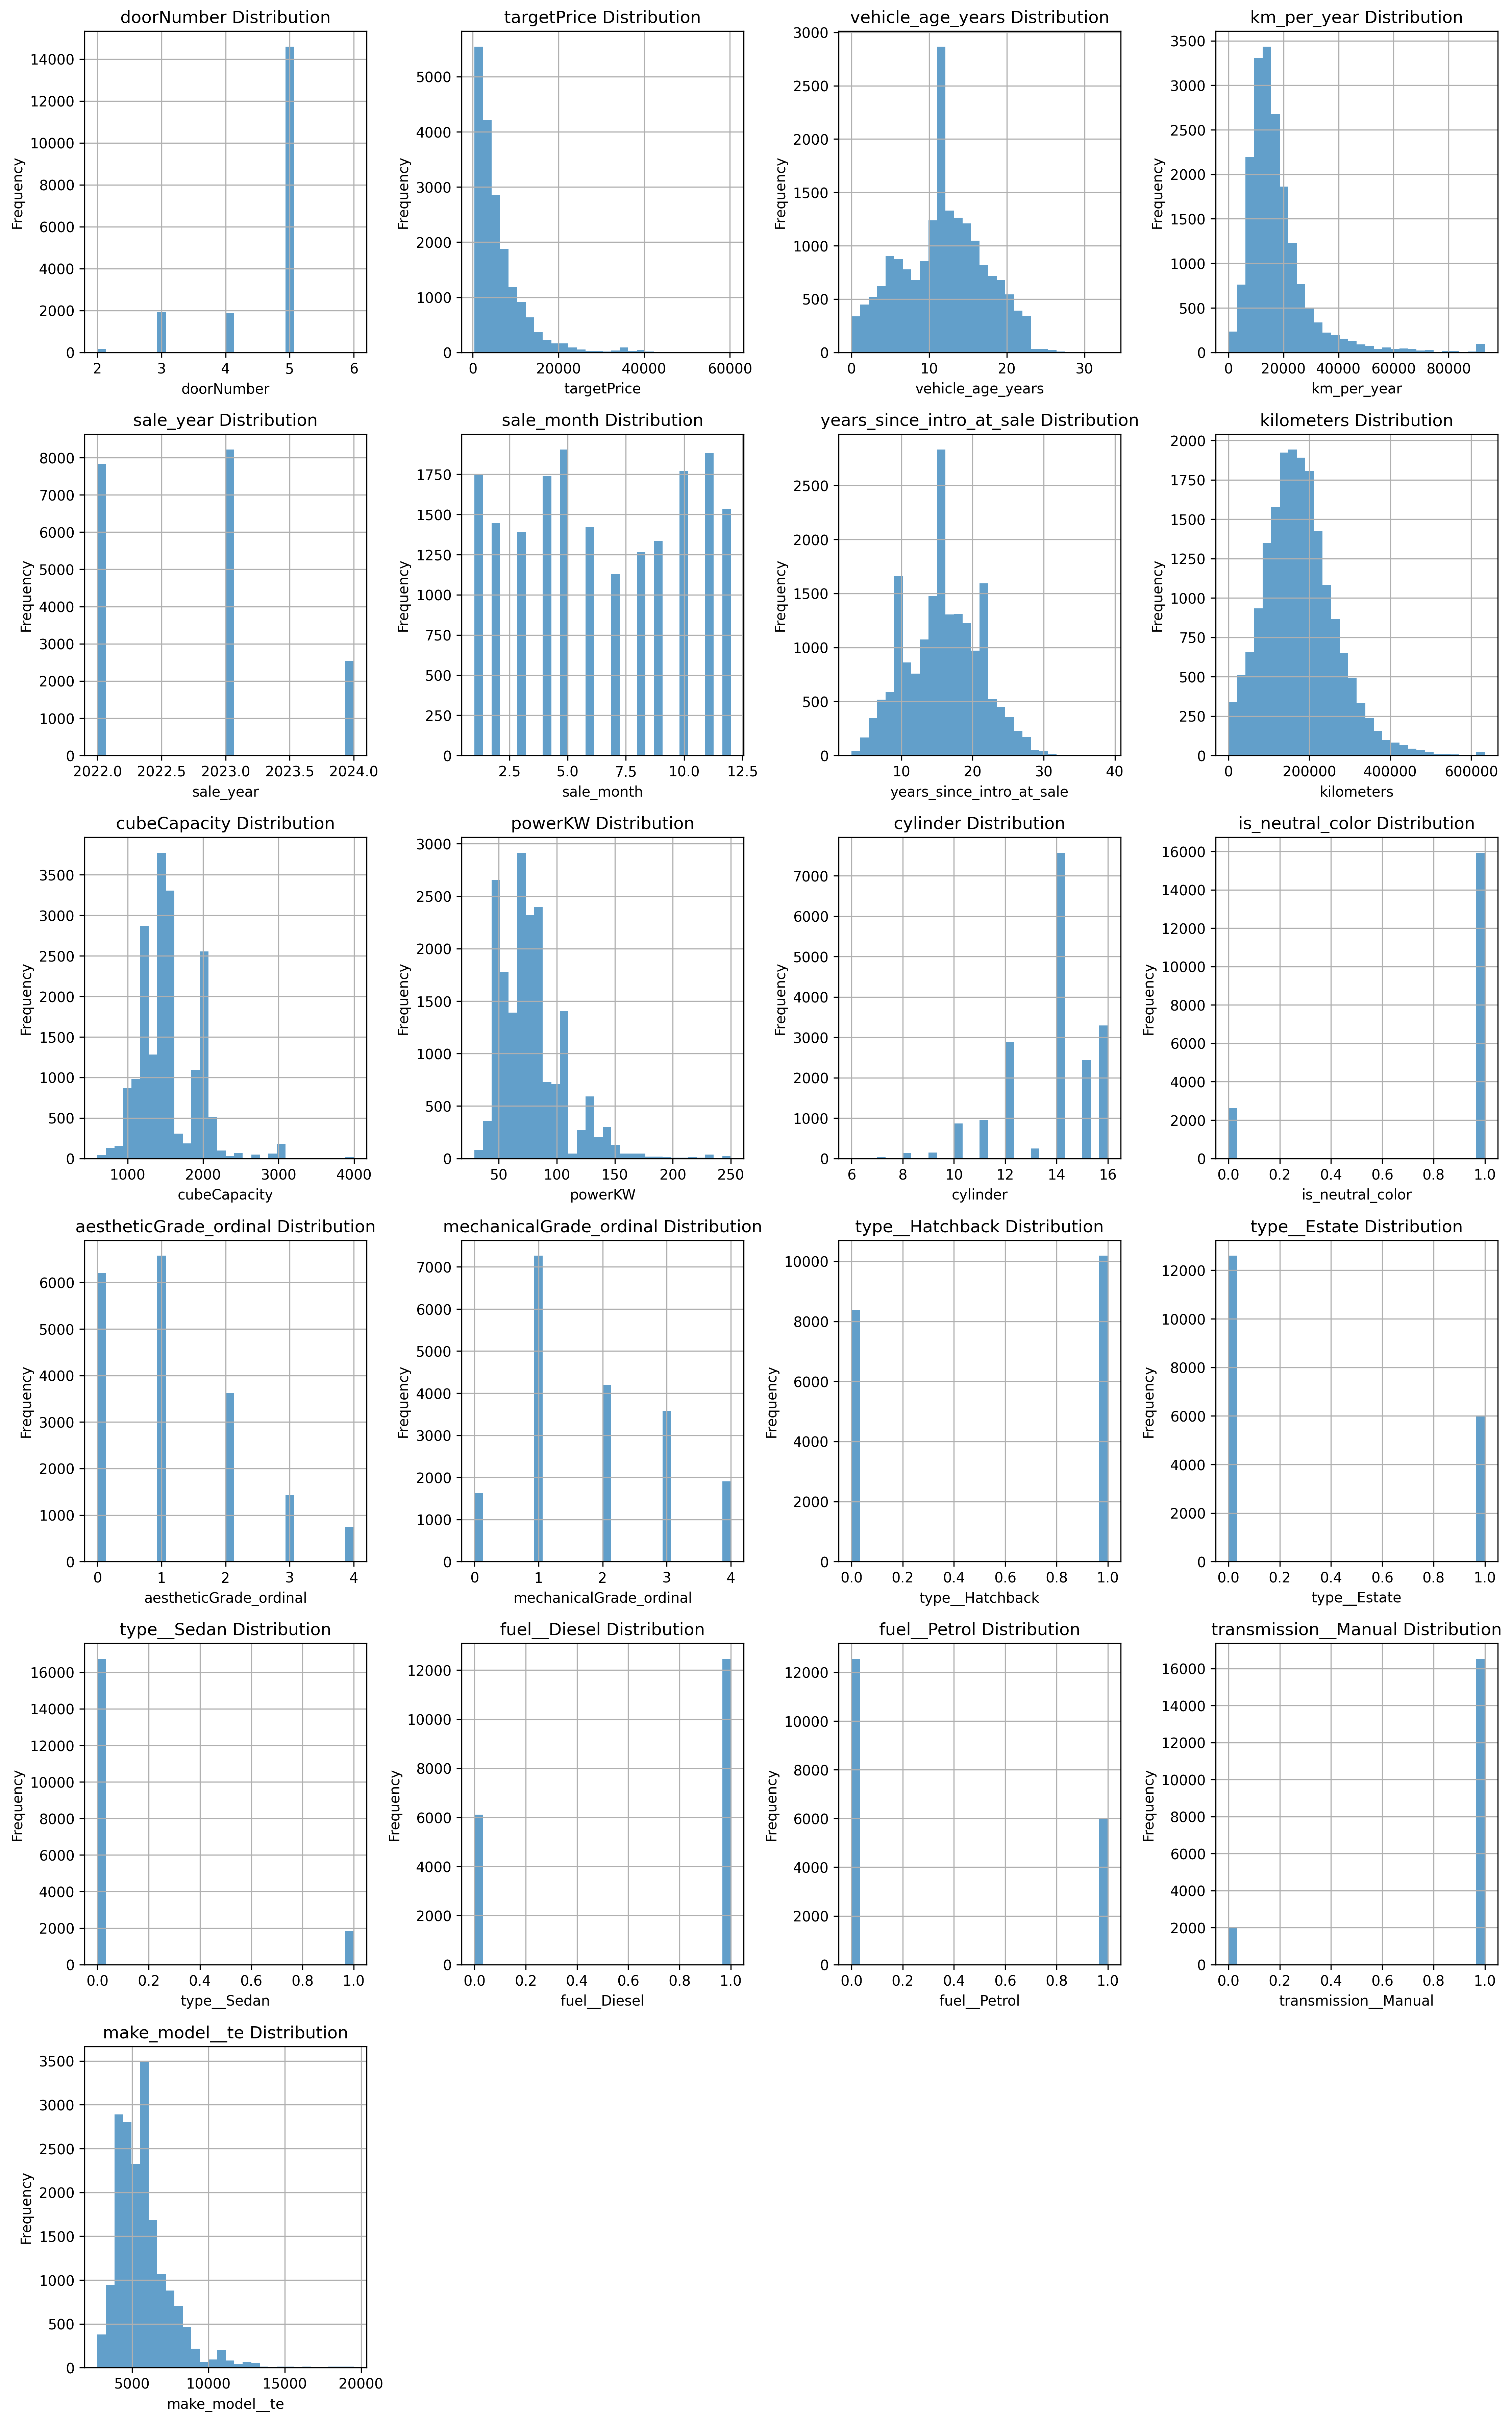 doorNumber Distribution
Frequency
14000
12000
10000
8000
6000
4000
2000
0
2 3 4 5 6
doorNumber
targetPrice Distribution
Frequency
5000
4000
3000
2000
1000
0
0 20000 40000 60000
targetPrice
vehicle_age_years Distribution
Frequency
3000
2500
2000
1500
1000
500
0
0 10 20 30
vehicle_age_years
km_per_year Distribution
Frequency
3500
3000
2500
2000
1500
1000
500
0
0 20000 40000 60000 80000
km_per_year
sale_year Distribution
Frequency
8000
7000
6000
5000
4000
3000
2000
1000
0
2022.0 2022.5 2023.0 2023.5 2024.0
sale_year
sale_month Distribution
Frequency
1750
1500
1250
1000
750
500
250
0
2.5 5.0 7.5 10.0 12.5
sale_month
years_since_intro_at_sale Distribution
Frequency
2500
2000
1500
1000
500
0
10 20 30 40
years_since_intro_at_sale
kilometers Distribution
Frequency
2000
1750
1500
1250
1000
750
500
250
0
0 200000 400000 600000
kilometers
cubeCapacity Distribution
Frequency
3500
3000
2500
2000
1500
1000
500
0
1000 2000 3000 4000
cubeCapacity
powerKW Distribution
Frequency
3000
2500
2000
1500
1000
500
0
50 100 150 200 250
powerKW
cylinder Distribution
Frequency
7000
6000
5000
4000
3000
2000
1000
0
6 8 10 12 14 16
cylinder
is_neutral_color Distribution
Frequency
16000
14000
12000
10000
8000
6000
4000
2000
0
0.0 0.2 0.4 0.6 0.8 1.0
is_neutral_color
aestheticGrade_ordinal Distribution
Frequency
6000
5000
4000
3000
2000
1000
0
0 1 2 3 4
aestheticGrade_ordinal
mechanicalGrade_ordinal Distribution
Frequency
7000
6000
5000
4000
3000
2000
1000
0
0 1 2 3 4
mechanicalGrade_ordinal
type__Hatchback Distribution
Frequency
10000
8000
6000
4000
2000
0
0.0 0.2 0.4 0.6 0.8 1.0
type__Hatchback
type__Estate Distribution
Frequency
12000
10000
8000
6000
4000
2000
0
0.0 0.2 0.4 0.6 0.8 1.0
type__Estate
type__Sedan Distribution
Frequency
16000
14000
12000
10000
8000
6000
4000
2000
0
0.0 0.2 0.4 0.6 0.8 1.0
type__Sedan
fuel__Diesel Distribution
Frequency
12000
10000
8000
6000
4000
2000
0
0.0 0.2 0.4 0.6 0.8 1.0
fuel__Diesel
fuel__Petrol Distribution
Frequency
12000
10000
8000
6000
4000
2000
0
0.0 0.2 0.4 0.6 0.8 1.0
fuel__Petrol
transmission__Manual Distribution
Frequency
16000
14000
12000
10000
8000
6000
4000
2000
0
0.0 0.2 0.4 0.6 0.8 1.0
transmission__Manual
make_model__te Distribution
Frequency
3500
3000
2500
2000
1500
1000
500
0
5000 10000 15000 20000
make_model__te